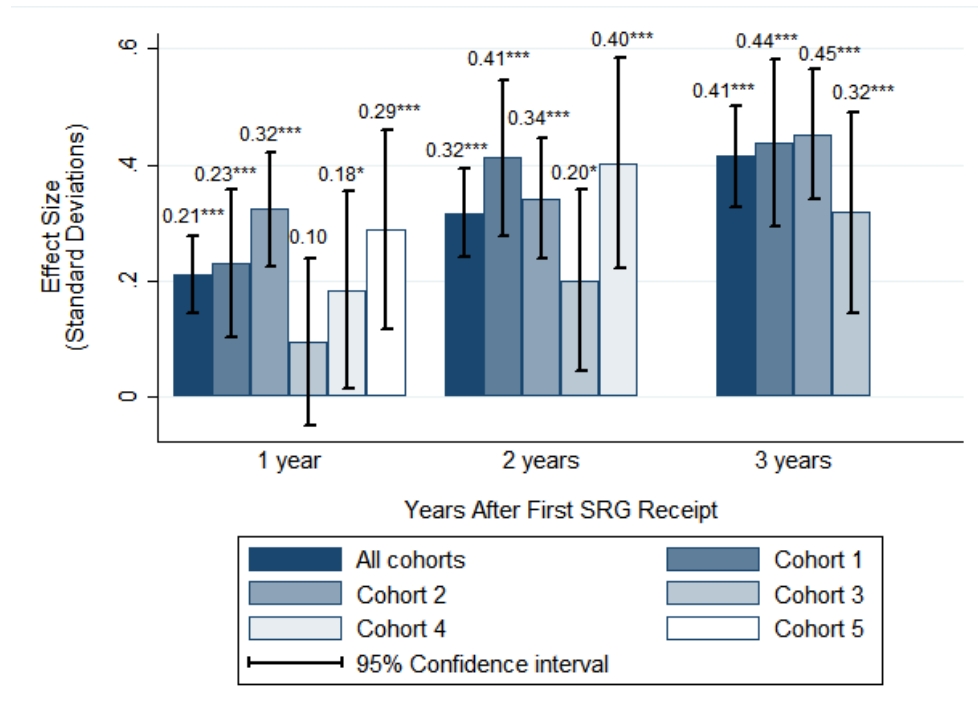 Effect Size
(Standard Deviations)
.6
.4
.2
0
0.21***
0.23***
0.32***
0.10
0.18*
0.29***
0.32***
0.41***
0.34***
0.20*
0.40***
0.41***
0.44***
0.45***
0.32***
1 year
2 years
3 years
Years After First SRG Receipt
All cohorts
Cohort 1
Cohort 2
Cohort 3
Cohort 4
Cohort 5
95% Confidence interval